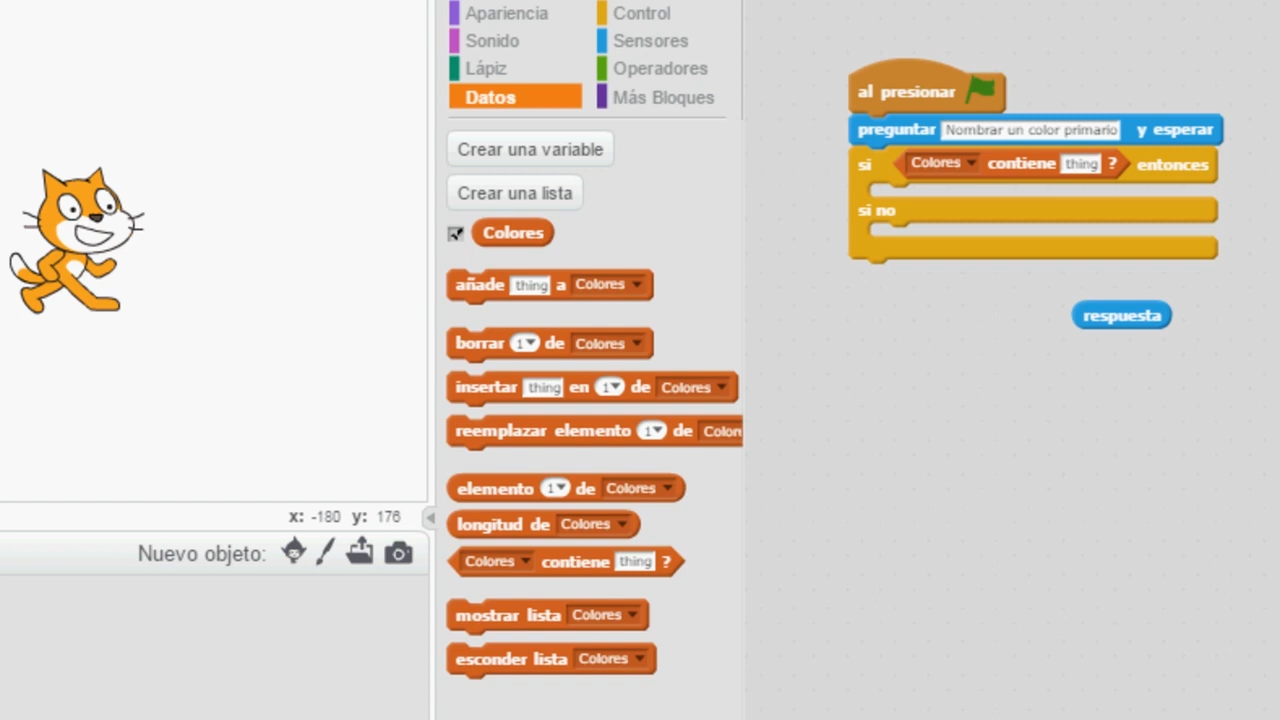 Apariencia
Control
Sonido
Sensores
Lápiz
Operadores
Datos
Más Bloques
Crear una variable
Crear una lista
Colores
añade thing a Colores
borrar 1 de Colores
insertar thing en 1 de Colores
reemplazar elemento 1 de
elemento 1 de Colores
longitud de Colores
Colores contiene thing ?
mostrar lista Colores
esconder lista Colores
x: -180 y: 176
Nuevo objeto:
al presionar
preguntar Nombrar un color primario y esperar
si Colores contiene thing ? entonces
si no
respuesta